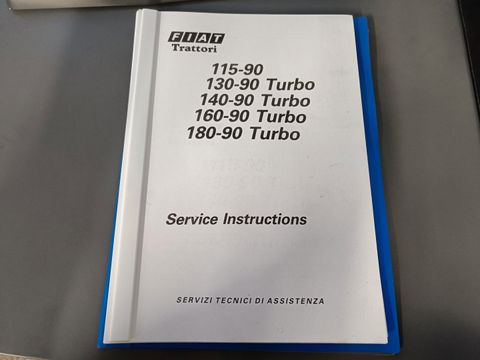 FIAT
Trattori
115-90
130-90 Turbo
140-90 Turbo
160-90 Turbo
180-90 Turbo
Service Instructions
SERVIZI TECNICI DI ASSISTENZA